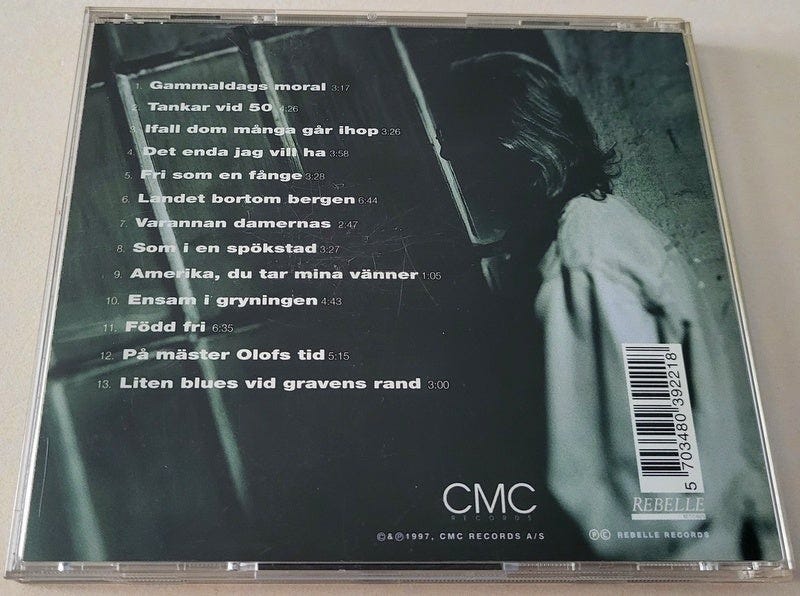 1. Gammaldags moral 3:17
2. Tankar vid 50 4:26
3. Ifall dom många går ihop 3:26
4. Det enda jag vill ha 3:58
5. Fri som en fånge 3:28
6. Landet bortom bergen 6:44
7. Varannan damernas 2:47
8. Som i en spökstad 3:27
9. Amerika, du tar mina vänner 1:05
10. Ensam i gryningen 4:43
11. Född fri 6:35
12. På mäster Olofs tid 5:15
13. Liten blues vid gravens rand 3:00
5 703480 392218
CMC
RECORDS
REBELLE
©&℗1997, CMC RECORDS A/S
℗© REBELLE RECORDS